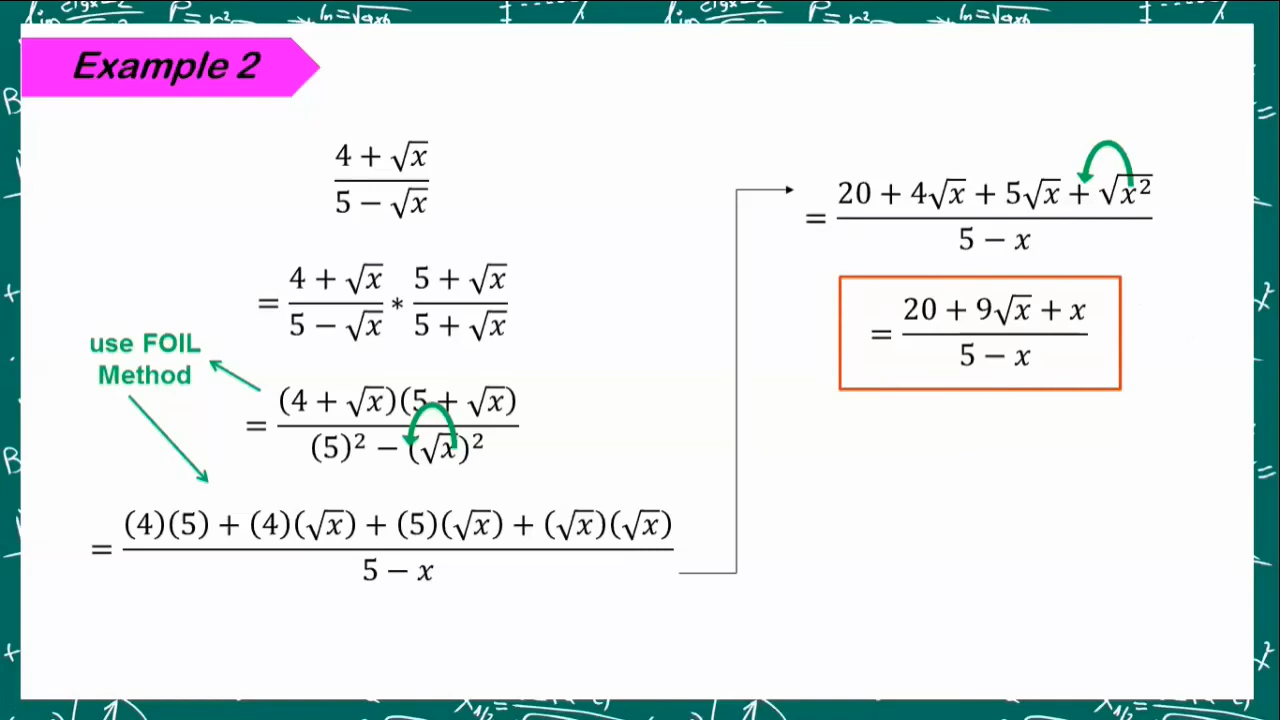 Example 2
4 + √x
5 − √x
= 4 + √x / 5 − √x * 5 + √x / 5 + √x
use FOIL
Method
= (4 + √x)(5 + √x) / (5)² − (√x)²
= (4)(5) + (4)(√x) + (5)(√x) + (√x)(√x) / 5 − x
= 20 + 4√x + 5√x + √x² / 5 − x
= 20 + 9√x + x / 5 − x